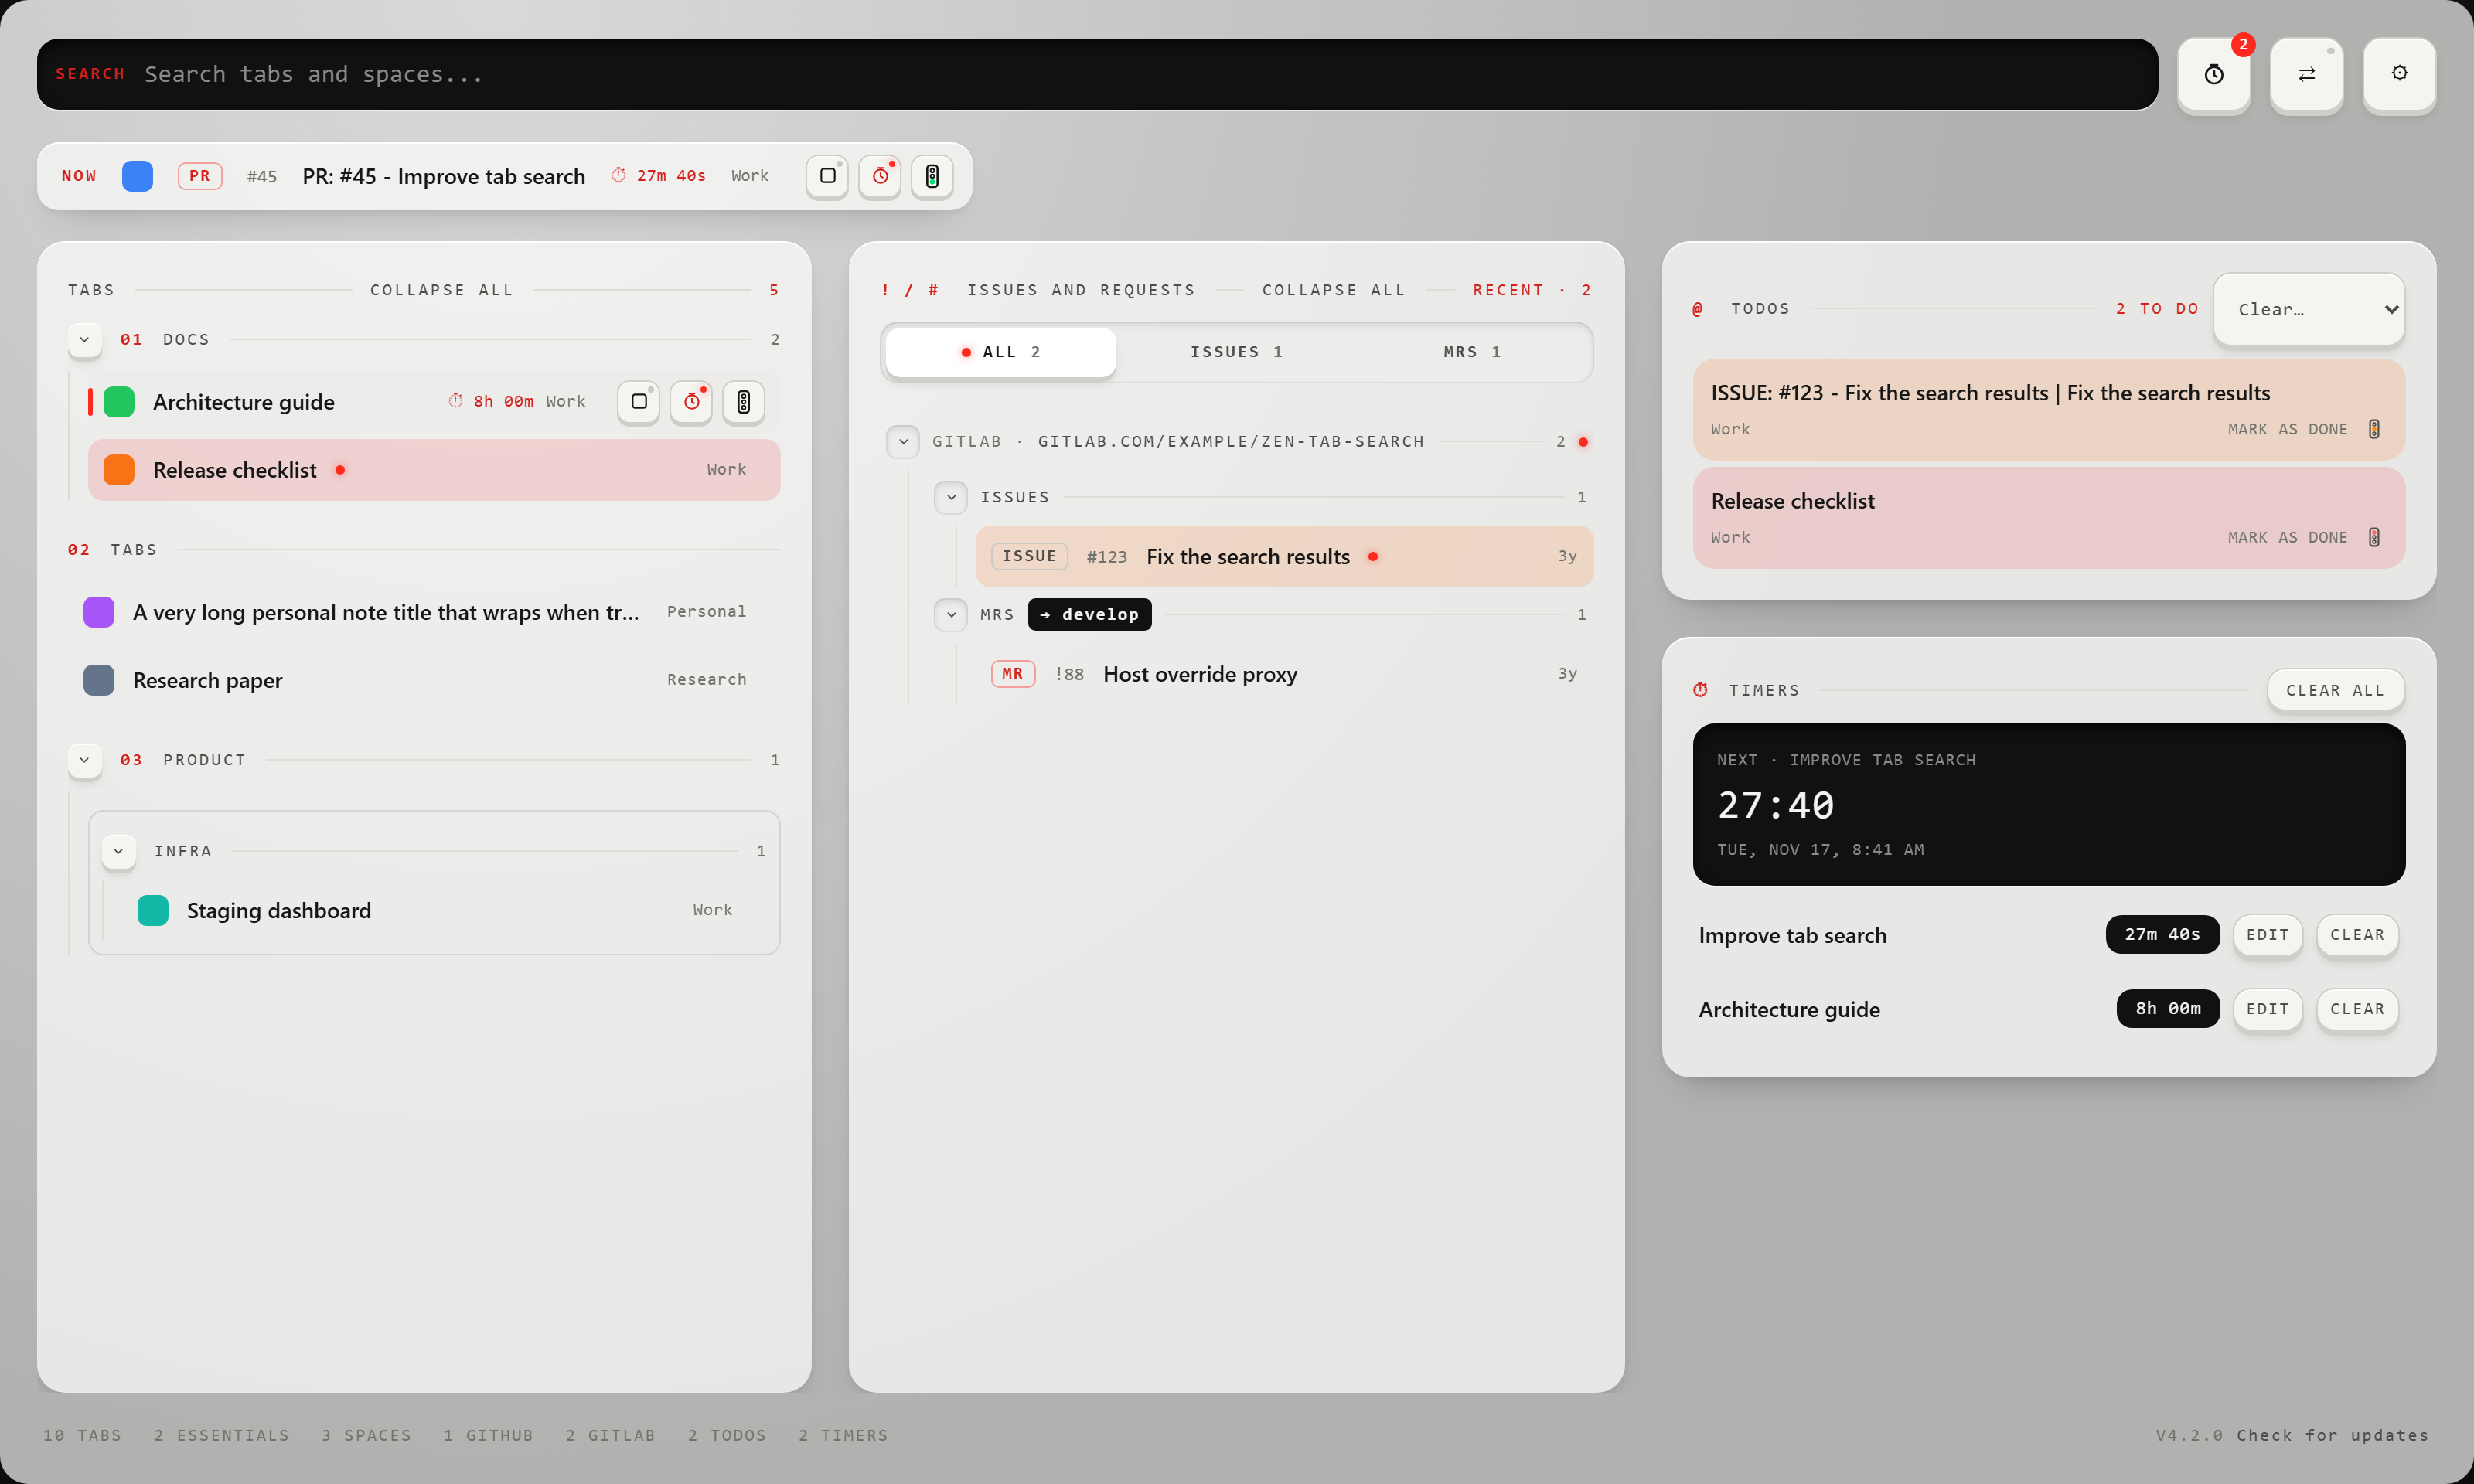 SEARCH Search tabs and spaces... 2
NOW PR #45 PR: #45 - Improve tab search 27m 40s Work
TABS COLLAPSE ALL 5
01 DOCS 2
Architecture guide 8h 00m Work
Release checklist Work
02 TABS
A very long personal note title that wraps when tr... Personal
Research paper Research
03 PRODUCT 1
INFRA 1
Staging dashboard Work
! / # ISSUES AND REQUESTS COLLAPSE ALL RECENT · 2
ALL 2 ISSUES 1 MRS 1
GITLAB · GITLAB.COM/EXAMPLE/ZEN-TAB-SEARCH 2
ISSUES 1
ISSUE #123 Fix the search results 3y
MRS → develop 1
MR !88 Host override proxy 3y
@ TODOS 2 TO DO Clear…
ISSUE: #123 - Fix the search results | Fix the search results
Work MARK AS DONE
Release checklist
Work MARK AS DONE
TIMERS CLEAR ALL
NEXT · IMPROVE TAB SEARCH
27:40
TUE, NOV 17, 8:41 AM
Improve tab search 27m 40s EDIT CLEAR
Architecture guide 8h 00m EDIT CLEAR
10 TABS 2 ESSENTIALS 3 SPACES 1 GITHUB 2 GITLAB 2 TODOS 2 TIMERS V4.2.0 Check for updates